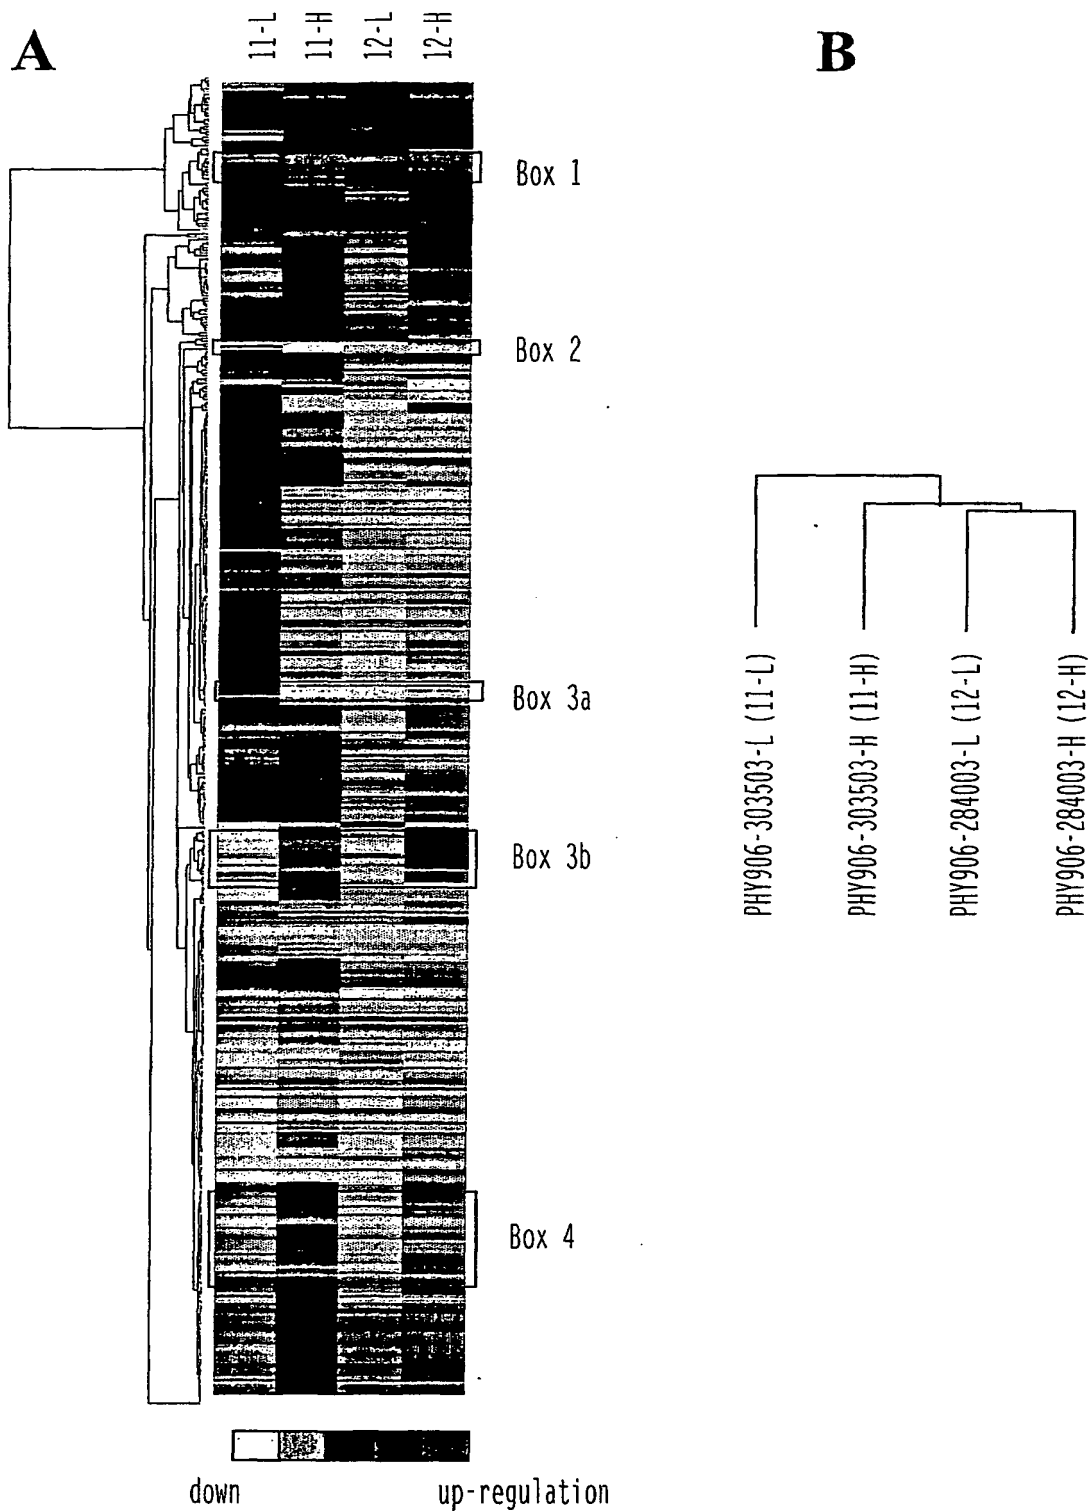 A
B
11-L
11-H
12-L
12-H
Box 1
Box 2
Box 3a
Box 3b
Box 4
PHY906-303503-L (11-L)
PHY906-303503-H (11-H)
PHY906-284003-L (12-L)
PHY906-284003-H (12-H)
down
up-regulation